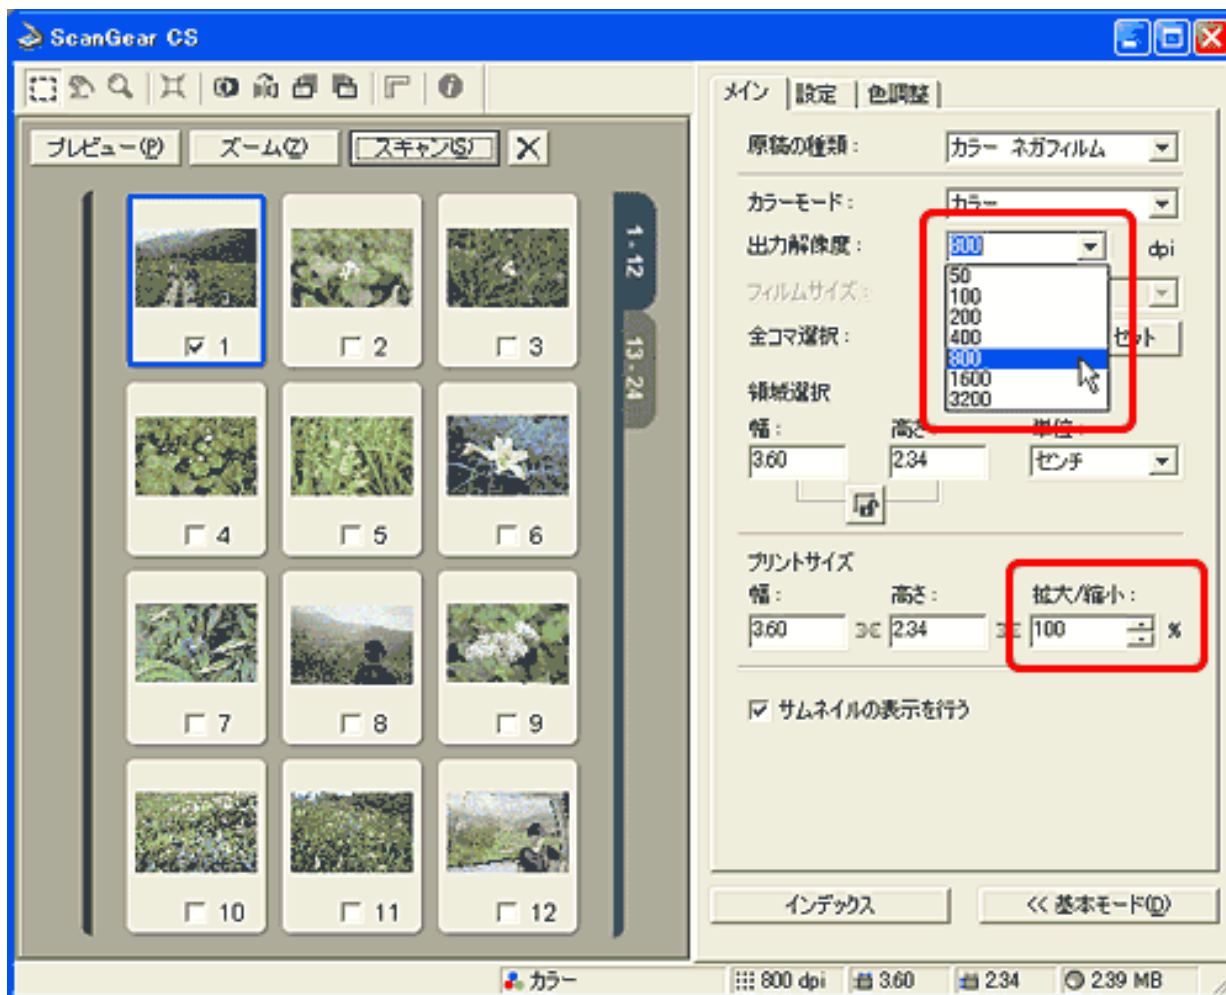 ScanGear CS
プレビュー(P) ズーム(Z) スキャン(S)
1 2 3
4 5 6
7 8 9
10 11 12
1 - 12
13 - 24
メイン 設定 色調整
原稿の種類： カラー ネガフィルム
カラーモード： カラー
出力解像度： 800 dpi
50
100
200
400
800
1600
3200
フィルムサイズ：
全コマ選択： セット
領域選択
幅： 高さ： 単位：
3.60 2.34 センチ
プリントサイズ
幅： 高さ： 拡大/縮小：
3.60 2.34 100 %
サムネイルの表示を行う
インデックス << 基本モード(D)
カラー 800 dpi 3.60 2.34 2.39 MB